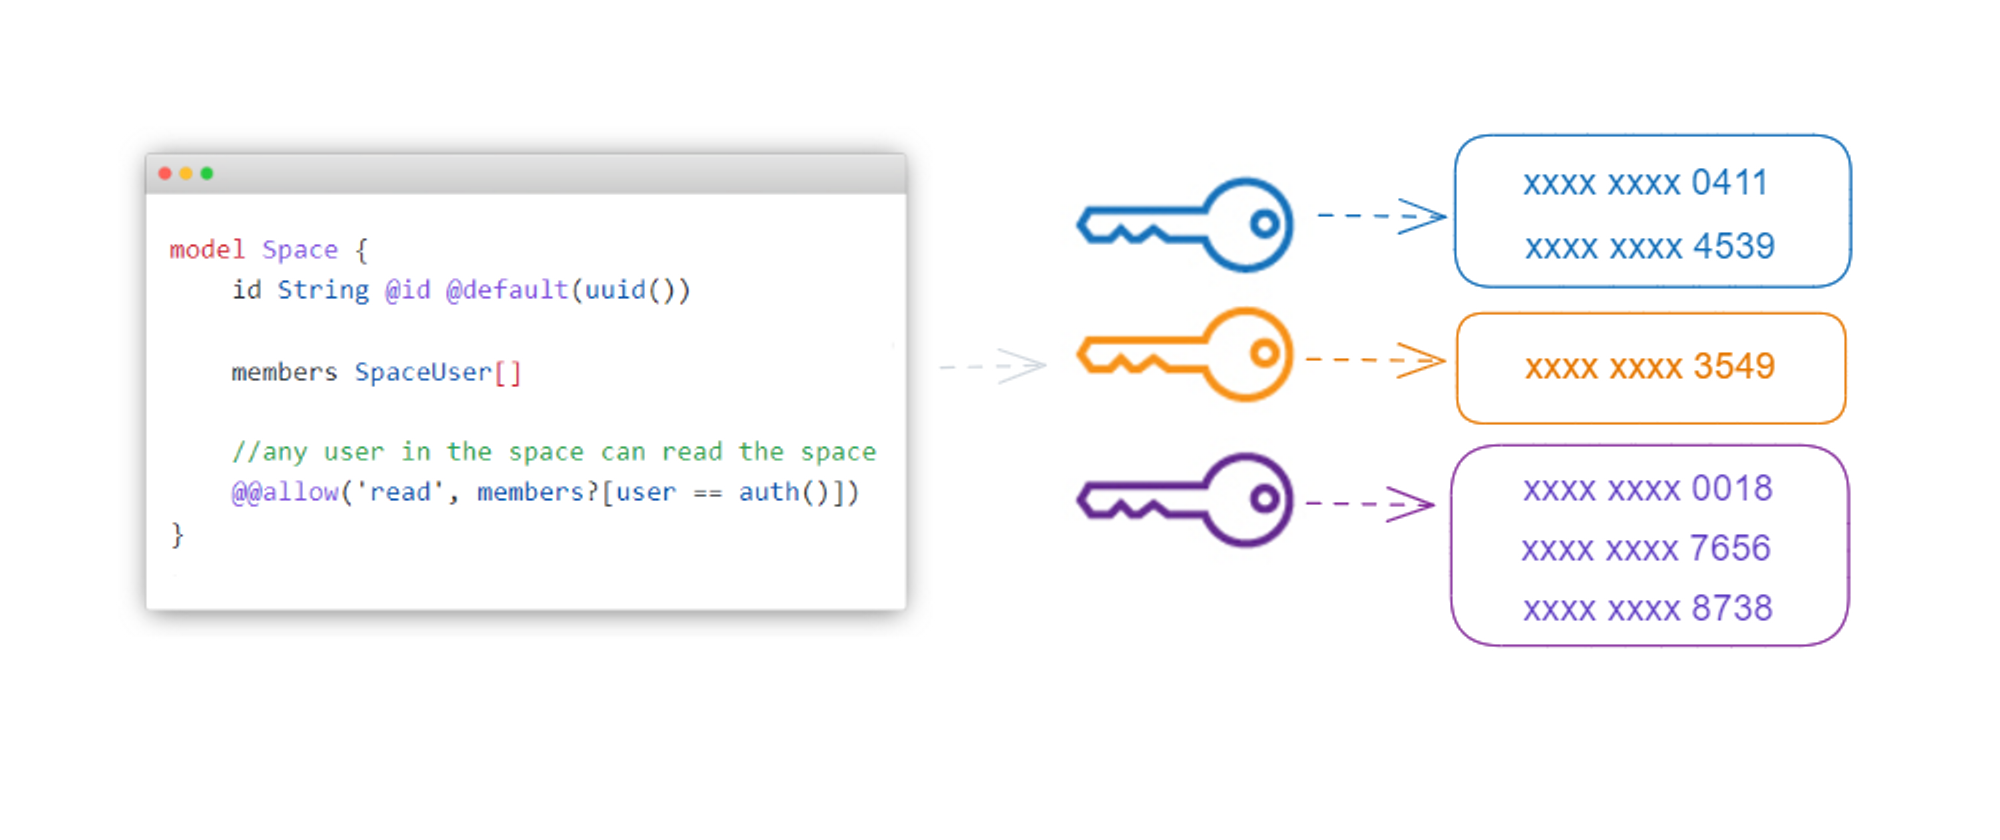 model Space {
    id String @id @default(uuid())
    members SpaceUser[]
    //any user in the space can read the space
    @@allow('read', members?[user == auth()])
}
xxxx xxxx 0411
xxxx xxxx 4539
xxxx xxxx 3549
xxxx xxxx 0018
xxxx xxxx 7656
xxxx xxxx 8738